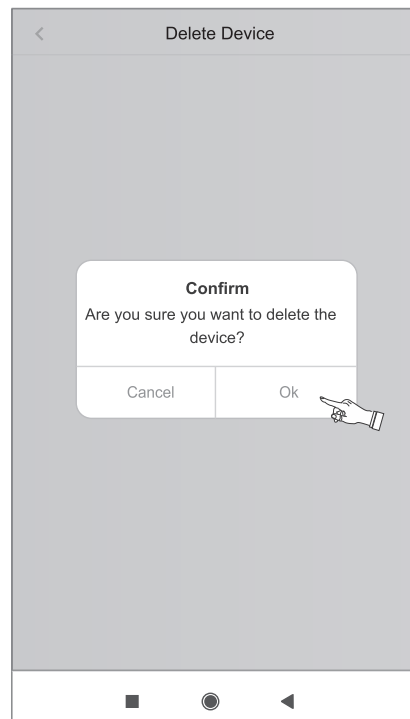 Delete Device
Confirm
Are you sure you want to delete the
device?
Cancel Ok